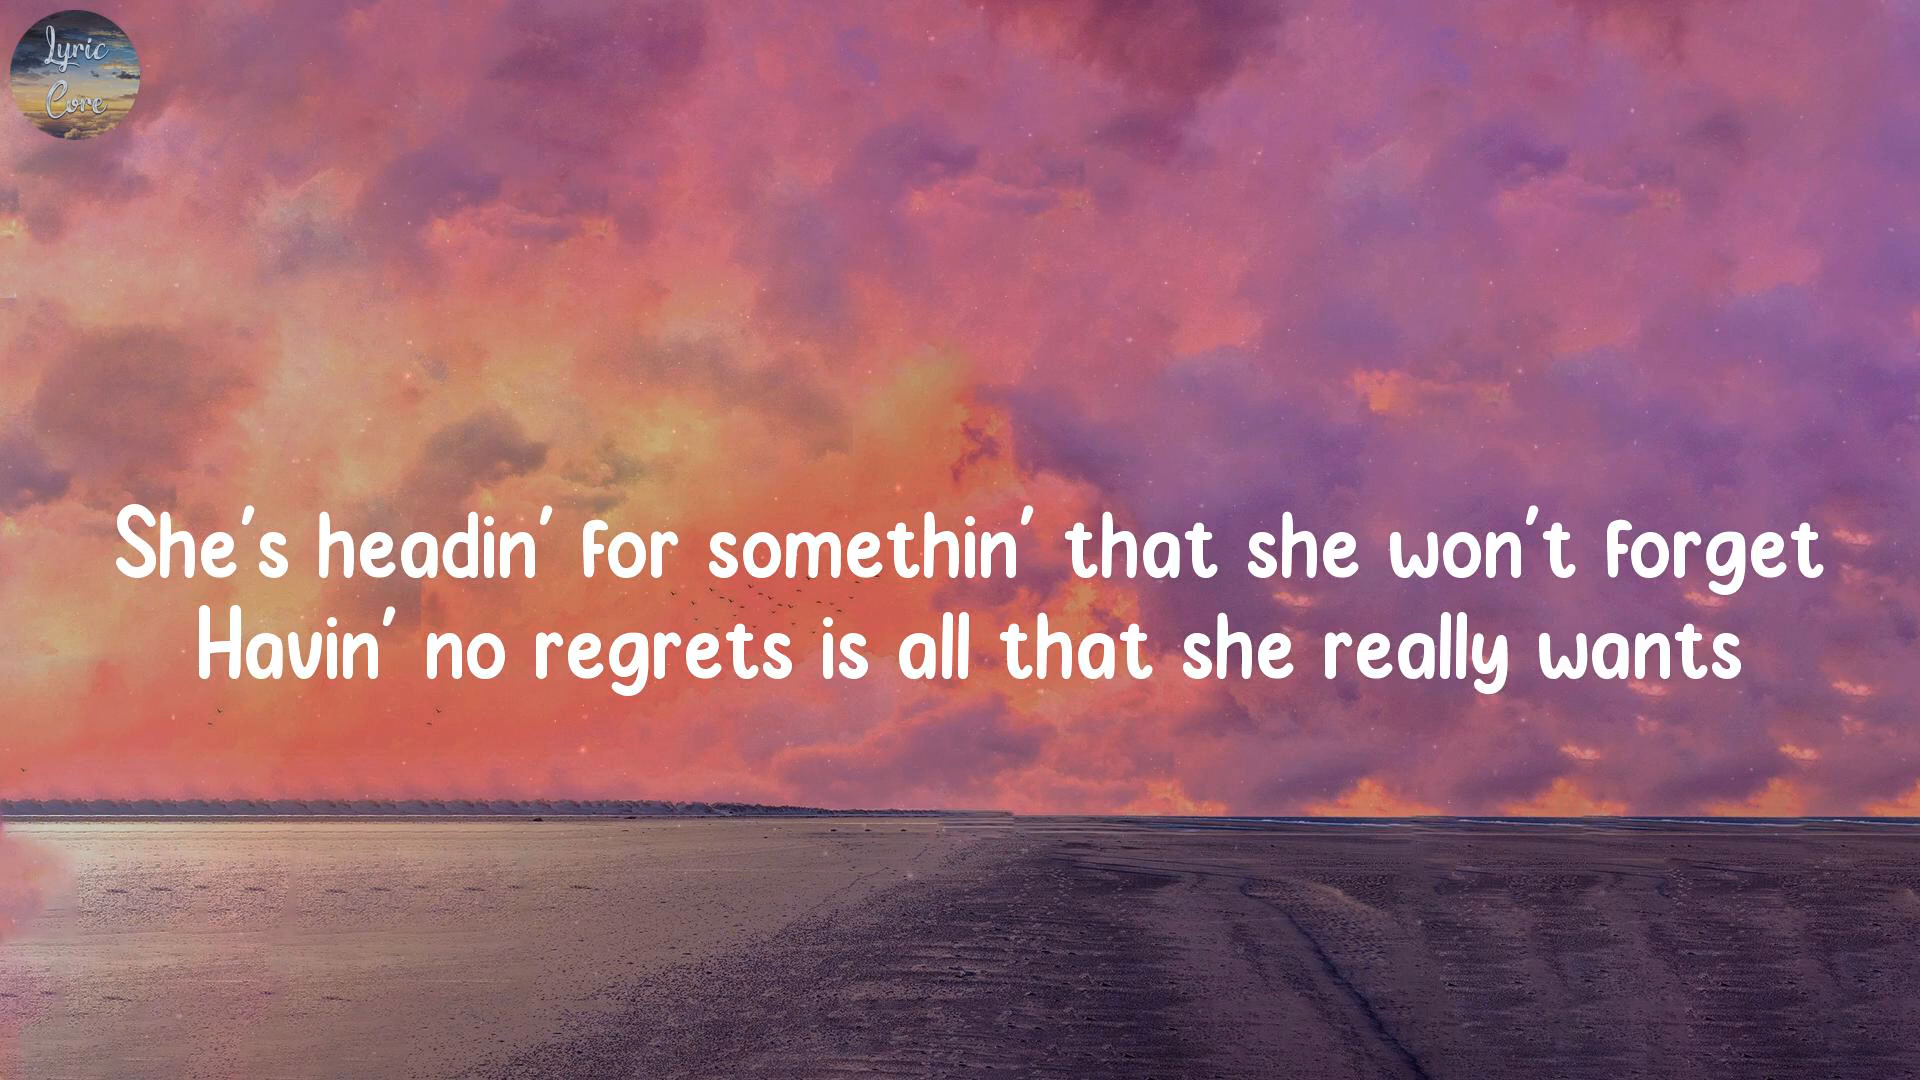 Lyric
Core
She's headin' for somethin' that she won't forget
Havin' no regrets is all that she really wants